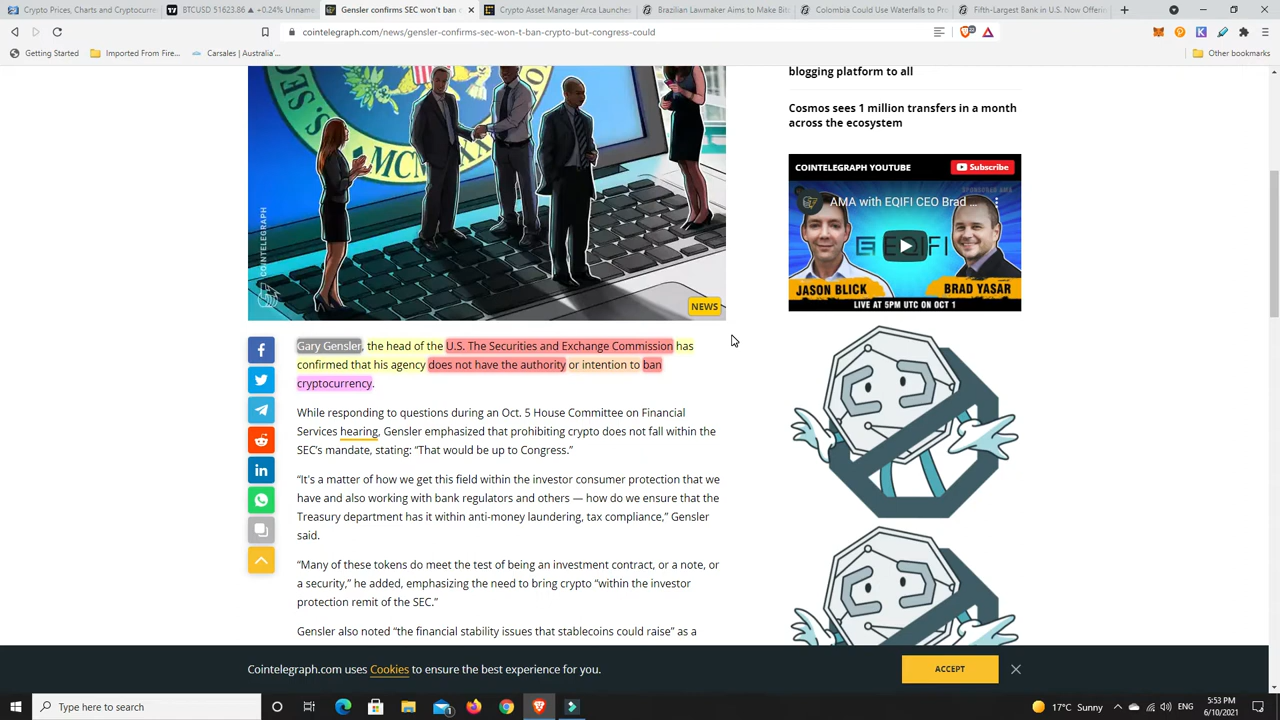 Crypto Prices, Charts and Cryptocurr
BTCUSD 51623.86 ▲ +0.24% Unname
Gensler confirms SEC won't ban
Crypto Asset Manager Arca Launches
Brazilian Lawmaker Aims to Make Bit
Colombia Could Use Waterfalls to Pro
Fifth-Largest Bank in U.S. Now Offerin
cointelegraph.com/news/gensler-confirms-sec-won-t-ban-crypto-but-congress-could
Getting Started
Imported From Fire...
Carsales | Australia's...
Other bookmarks
COINTELEGRAPH
NEWS
Gary Gensler, the head of the U.S. The Securities and Exchange Commission has
confirmed that his agency does not have the authority or intention to ban
cryptocurrency.
While responding to questions during an Oct. 5 House Committee on Financial
Services hearing, Gensler emphasized that prohibiting crypto does not fall within the
SEC's mandate, stating: “That would be up to Congress.”
“It's a matter of how we get this field within the investor consumer protection that we
have and also working with bank regulators and others — how do we ensure that the
Treasury department has it within anti-money laundering, tax compliance,” Gensler
said.
“Many of these tokens do meet the test of being an investment contract, or a note, or
a security,” he added, emphasizing the need to bring crypto “within the investor
protection remit of the SEC.”
Gensler also noted “the financial stability issues that stablecoins could raise” as a
blogging platform to all
Cosmos sees 1 million transfers in a month
across the ecosystem
COINTELEGRAPH YOUTUBE
Subscribe
SPONSORED AMA
AMA with EQIFI CEO Brad ...
EQIFI
JASON BLICK
BRAD YASAR
LIVE AT 5PM UTC ON OCT 1
Cointelegraph.com uses Cookies to ensure the best experience for you.
ACCEPT
Type here to search
17°C Sunny
ENG
5:53 PM
6/10/2021